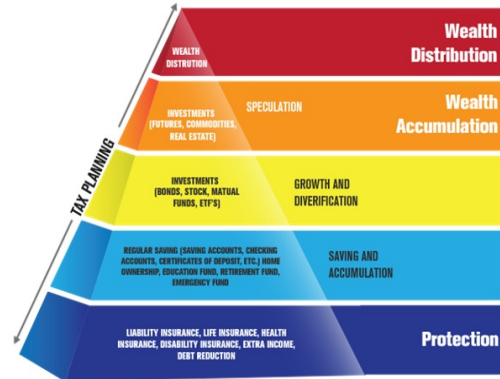 WEALTH
DISTRUTION
Wealth
Distribution
INVESTMENTS
(FUTURES, COMMODITIES,
REAL ESTATE)
SPECULATION
Wealth
Accumulation
TAX PLANNING
INVESTMENTS
(BONDS, STOCK, MATUAL
FUNDS, ETF'S)
GROWTH AND
DIVERIFICATION
REGULAR SAVING (SAVING ACCOUNTS, CHECKING
ACCOUNTS, CERTIFICATES OF DEPOSIT, ETC.) HOME
OWNERSHIP, EDUCATION FUND, RETIREMENT FUND,
EMERGENCY FUND
SAVING AND
ACCUMULATION
LIABILITY INSURANCE, LIFE INSURANCE, HEALTH
INSURANCE, DISABILITY INSURANCE, EXTRA INCOME,
DEBT REDUCTION
Protection